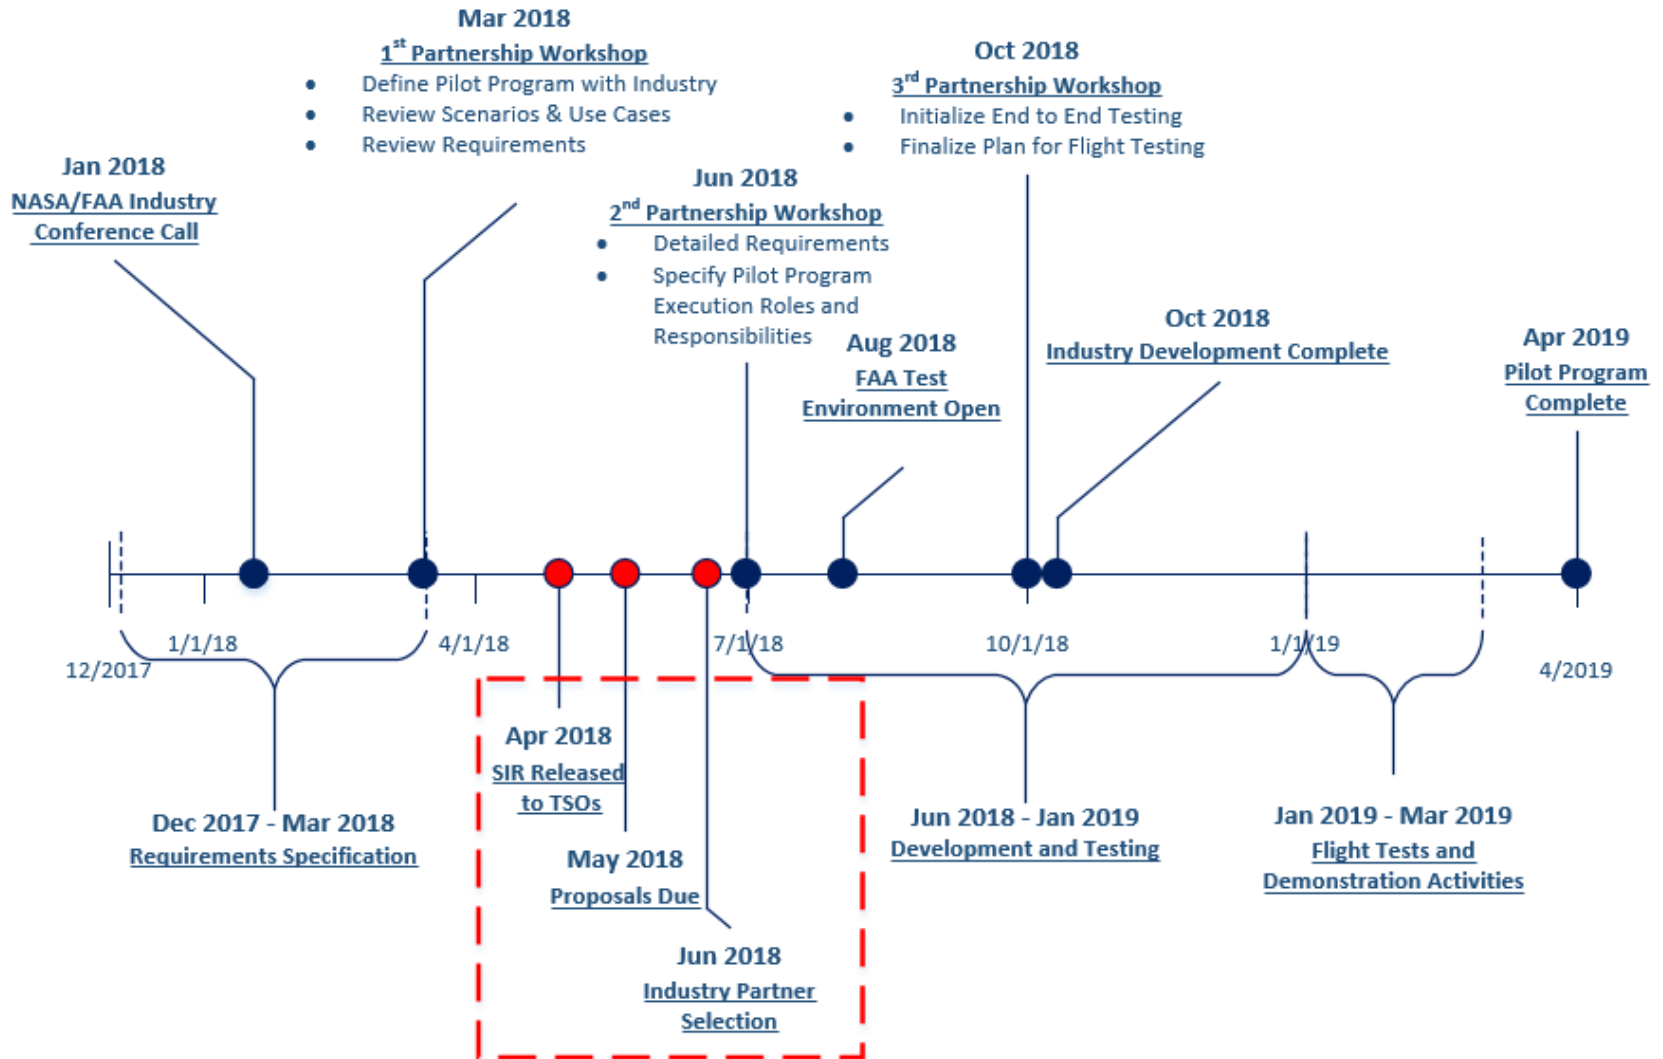 Mar 2018
1st Partnership Workshop
• Define Pilot Program with Industry
• Review Scenarios & Use Cases
• Review Requirements
Oct 2018
3rd Partnership Workshop
• Initialize End to End Testing
• Finalize Plan for Flight Testing
Jan 2018
NASA/FAA Industry
Conference Call
Jun 2018
2nd Partnership Workshop
• Detailed Requirements
• Specify Pilot Program
Execution Roles and
Responsibilities
Aug 2018
FAA Test
Environment Open
Oct 2018
Industry Development Complete
Apr 2019
Pilot Program
Complete
12/2017
1/1/18
4/1/18
7/1/18
10/1/18
1/1/19
4/2019
Dec 2017 - Mar 2018
Requirements Specification
Apr 2018
SIR Released
to TSOs
May 2018
Proposals Due
Jun 2018
Industry Partner
Selection
Jun 2018 - Jan 2019
Development and Testing
Jan 2019 - Mar 2019
Flight Tests and
Demonstration Activities